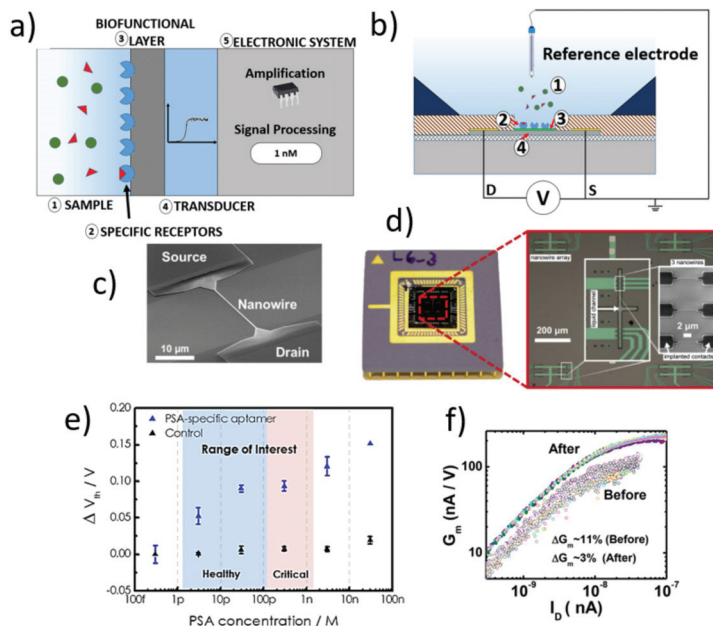 a)
BIOFUNCTIONAL
③LAYER
⑤ELECTRONIC SYSTEM
Amplification
Signal Processing
1 nM
① SAMPLE
④ TRANSDUCER
② SPECIFIC RECEPTORS
b)
Reference electrode
1
2
3
4
D
V
S
c)
Source
Nanowire
10 µm
Drain
d)
L6-3
nanowire array
3 nanowires
liquid channel
200 µm
2 µm
implanted contacts
e)
PSA-specific aptamer
Control
Range of Interest
Δ Vth / V
0.20
0.15
0.10
0.05
0.00
-0.05
Healthy
Critical
100f
1p
10p
100p
1n
10n
100n
PSA concentration / M
f)
After
Before
Gm (nA / V)
100
10
ΔGm~11% (Before)
ΔGm~3% (After)
10-9
10-8
10-7
ID (nA)